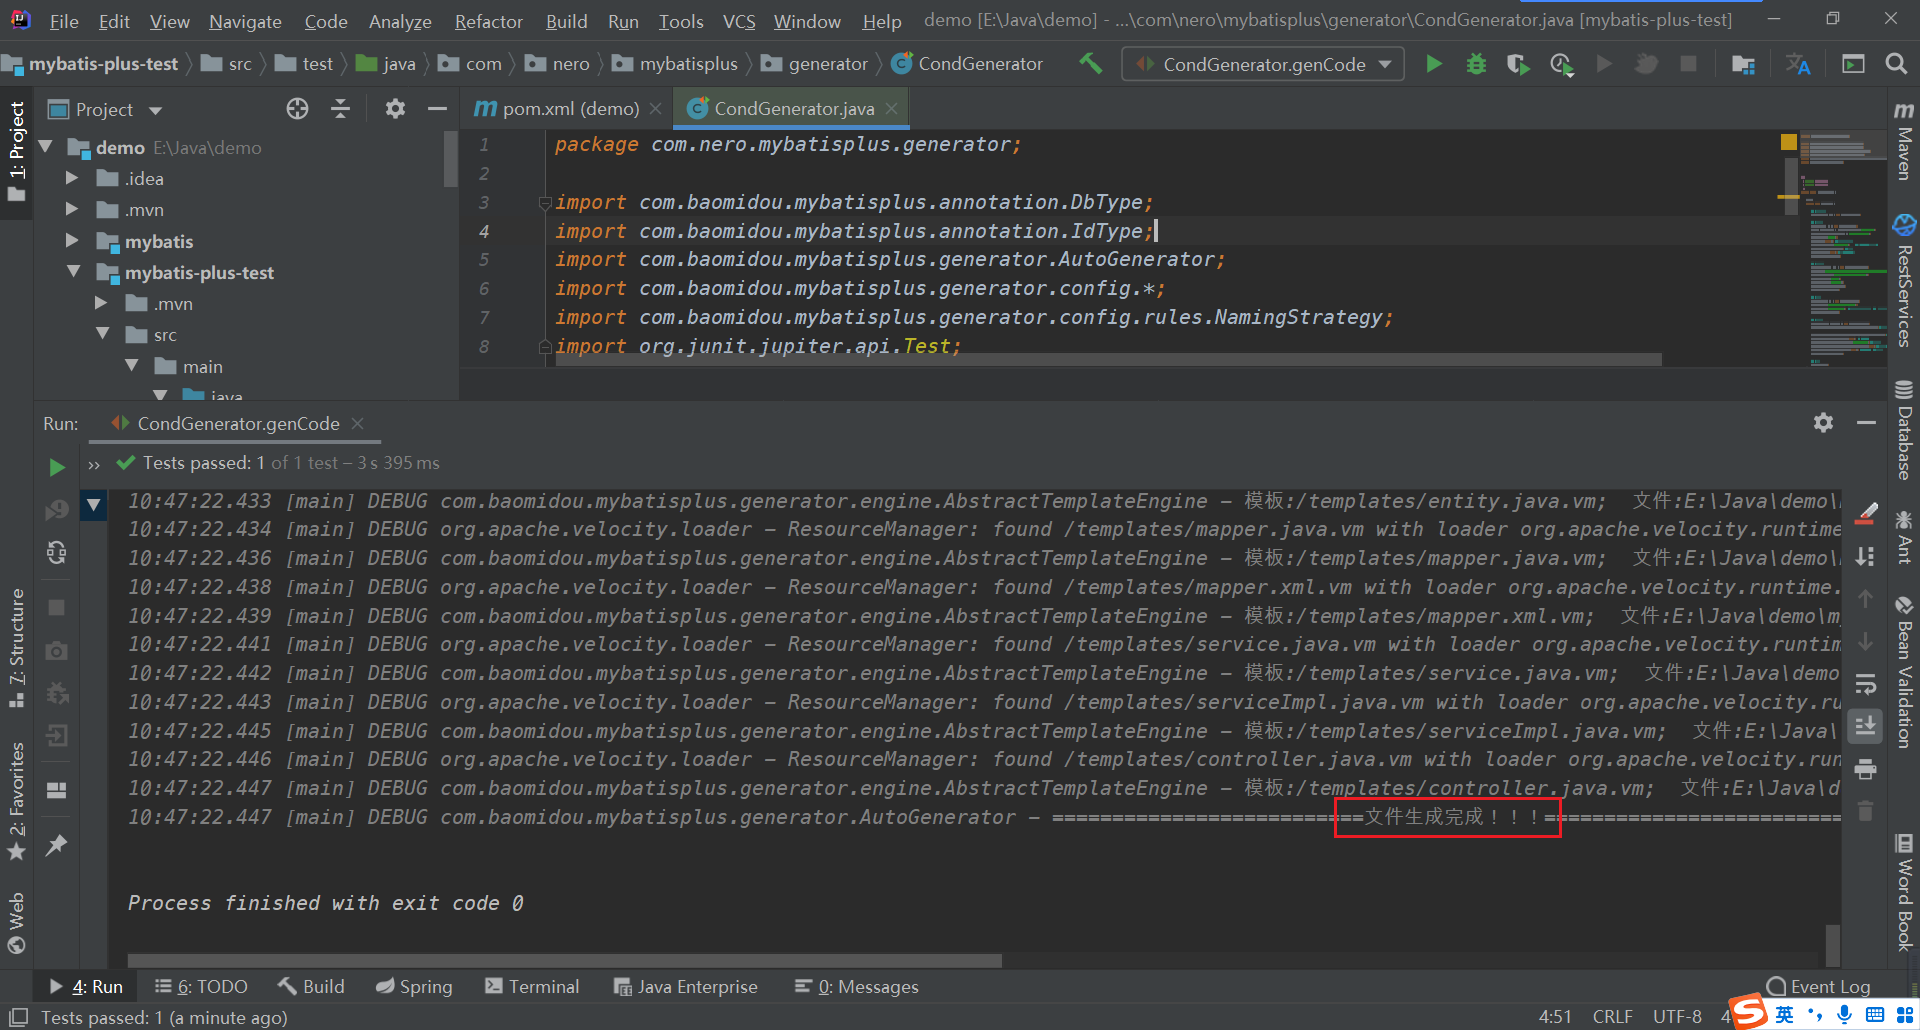 File Edit View Navigate Code Analyze Refactor Build Run Tools VCS Window Help demo [E:\Java\demo] - ...\com\nero\mybatisplus\generator\CondGenerator.java [mybatis-plus-test]
mybatis-plus-test src test java com nero mybatisplus generator CondGenerator CondGenerator.genCode
Project pom.xml (demo) CondGenerator.java
1: Project
demo E:\Java\demo
.idea
.mvn
mybatis
mybatis-plus-test
.mvn
src
main
java
1 package com.nero.mybatisplus.generator;
2
3 import com.baomidou.mybatisplus.annotation.DbType;
4 import com.baomidou.mybatisplus.annotation.IdType;
5 import com.baomidou.mybatisplus.generator.AutoGenerator;
6 import com.baomidou.mybatisplus.generator.config.*;
7 import com.baomidou.mybatisplus.generator.config.rules.NamingStrategy;
8 import org.junit.jupiter.api.Test;
Maven
RestServices
Database
Ant
Bean Validation
Word Book
Run: CondGenerator.genCode
Tests passed: 1 of 1 test – 3 s 395 ms
10:47:22.433 [main] DEBUG com.baomidou.mybatisplus.generator.engine.AbstractTemplateEngine - 模板:/templates/entity.java.vm; 文件:E:\Java\demo\
10:47:22.434 [main] DEBUG org.apache.velocity.loader - ResourceManager: found /templates/mapper.java.vm with loader org.apache.velocity.runtime
10:47:22.436 [main] DEBUG com.baomidou.mybatisplus.generator.engine.AbstractTemplateEngine - 模板:/templates/mapper.java.vm; 文件:E:\Java\demo\
10:47:22.438 [main] DEBUG org.apache.velocity.loader - ResourceManager: found /templates/mapper.xml.vm with loader org.apache.velocity.runtime.
10:47:22.439 [main] DEBUG com.baomidou.mybatisplus.generator.engine.AbstractTemplateEngine - 模板:/templates/mapper.xml.vm; 文件:E:\Java\demo\m
10:47:22.441 [main] DEBUG org.apache.velocity.loader - ResourceManager: found /templates/service.java.vm with loader org.apache.velocity.runtim
10:47:22.442 [main] DEBUG com.baomidou.mybatisplus.generator.engine.AbstractTemplateEngine - 模板:/templates/service.java.vm; 文件:E:\Java\demo
10:47:22.443 [main] DEBUG org.apache.velocity.loader - ResourceManager: found /templates/serviceImpl.java.vm with loader org.apache.velocity.ru
10:47:22.445 [main] DEBUG com.baomidou.mybatisplus.generator.engine.AbstractTemplateEngine - 模板:/templates/serviceImpl.java.vm; 文件:E:\Java\
10:47:22.446 [main] DEBUG org.apache.velocity.loader - ResourceManager: found /templates/controller.java.vm with loader org.apache.velocity.run
10:47:22.447 [main] DEBUG com.baomidou.mybatisplus.generator.engine.AbstractTemplateEngine - 模板:/templates/controller.java.vm; 文件:E:\Java\d
10:47:22.447 [main] DEBUG com.baomidou.mybatisplus.generator.AutoGenerator - ==========================文件生成完成！！！=========================
Process finished with exit code 0
7: Structure
2: Favorites
Web
4: Run 6: TODO Build Spring Terminal Java Enterprise 0: Messages Event Log
Tests passed: 1 (a minute ago) 4:51 CRLF UTF-8 4
英